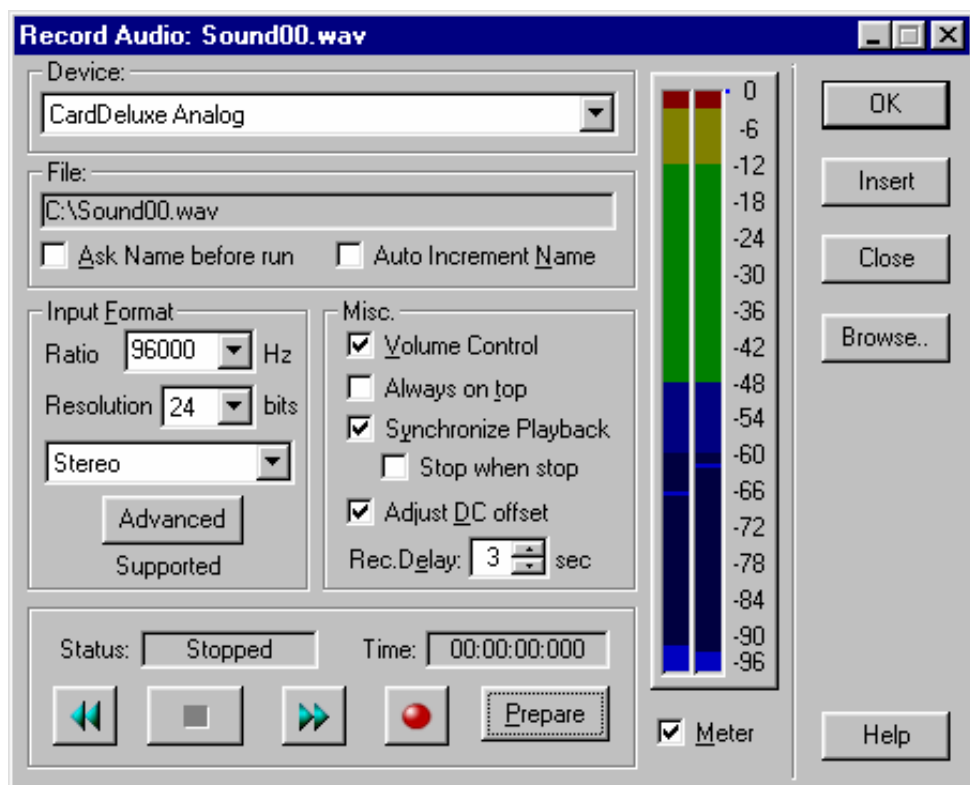 Record Audio: Sound00.wav
Device:
CardDeluxe Analog
File:
C:\Sound00.wav
Ask Name before run
Auto Increment Name
Input Format
Ratio 96000 Hz
Resolution 24 bits
Stereo
Advanced
Supported
Misc.
Volume Control
Always on top
Synchronize Playback
Stop when stop
Adjust DC offset
Rec.Delay: 3 sec
Status: Stopped
Time: 00:00:00:000
Prepare
0
-6
-12
-18
-24
-30
-36
-42
-48
-54
-60
-66
-72
-78
-84
-90
-96
Meter
OK
Insert
Close
Browse..
Help